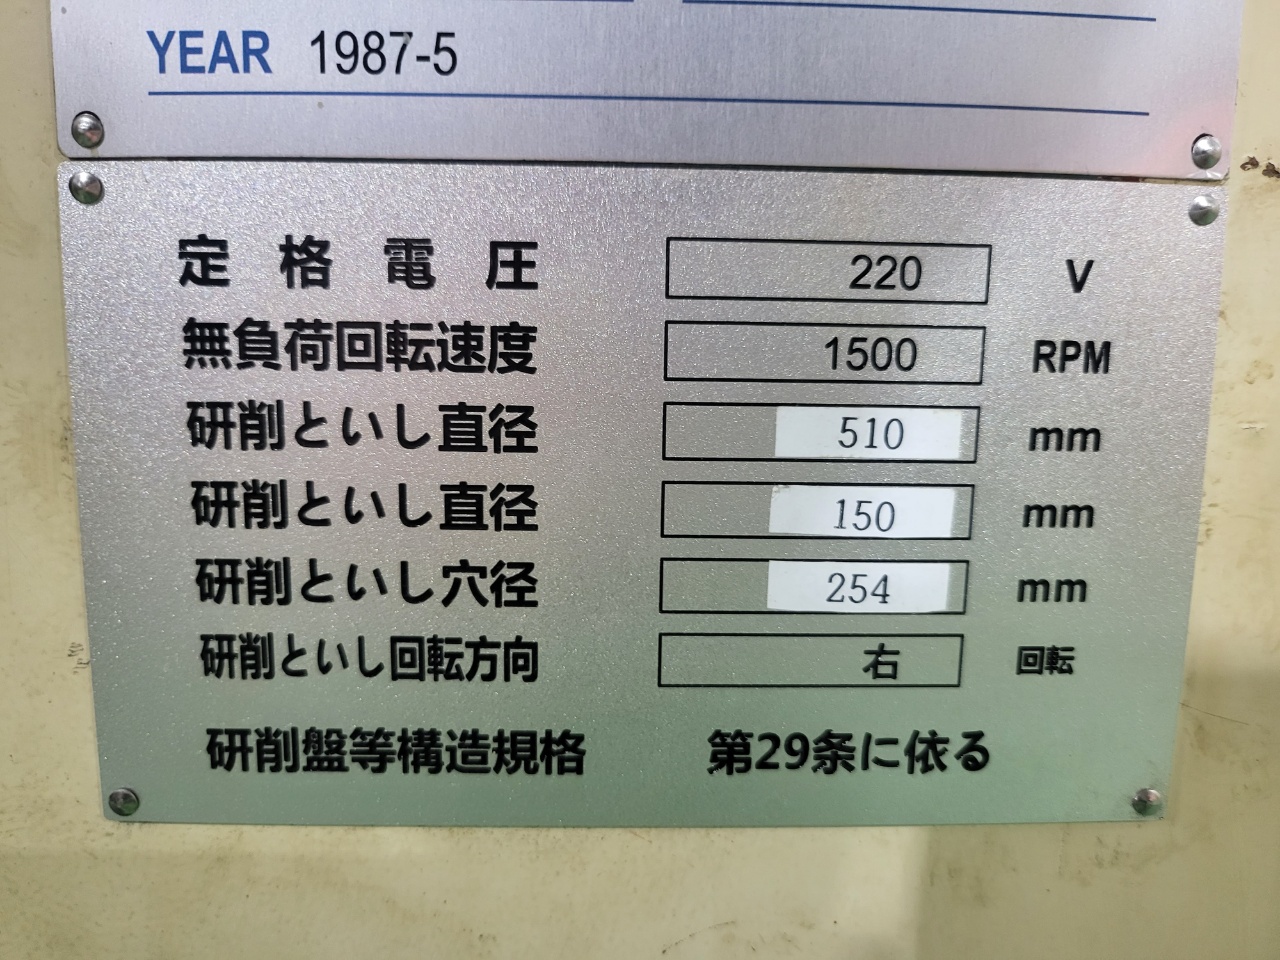 YEAR 1987-5
定格電圧 220 V
無負荷回転速度 1500 RPM
研削といし直径 510 mm
研削といし直径 150 mm
研削といし穴径 254 mm
研削といし回転方向 右 回転
研削盤等構造規格 第29条に依る